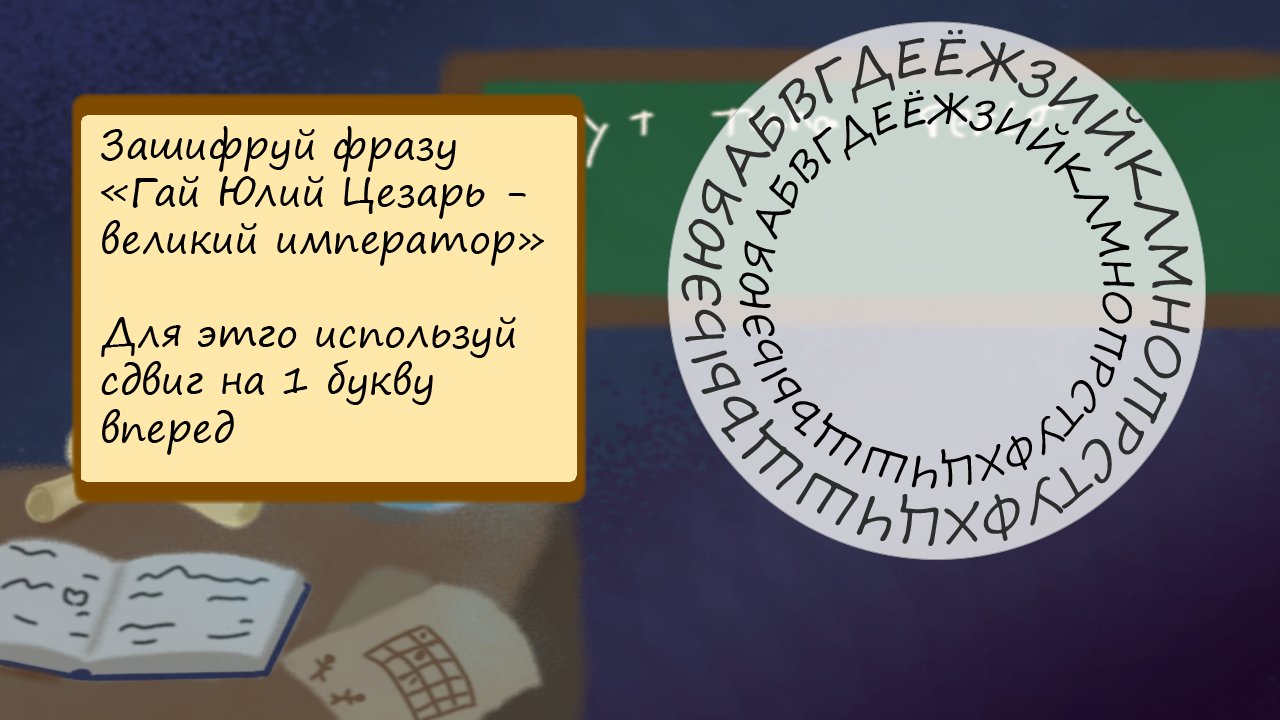 Зашифруй фразу
«Гай Юлий Цезарь -
великий император»
Для этго используй
сдвиг на 1 букву
вперед
АБВГДЕЁЖЗИЙКЛМНОПРСТУФХЦЧШЩЪЫЬЭЮЯ
АБВГДЕЁЖЗИЙКЛМНОПРСТУФХЦЧШЩЪЫЬЭЮЯ